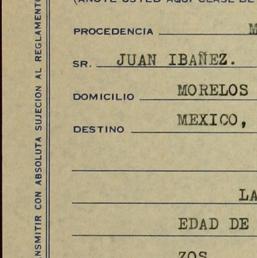 (ANOTE USTED AQUI CLASE DE
PROCEDENCIA M
SR. JUAN IBAÑEZ.
DOMICILIO MORELOS
DESTINO MEXICO,
LA
EDAD DE
ZOS
NSMITIR CON ABSOLUTA SUJECION AL REGLAMENTO